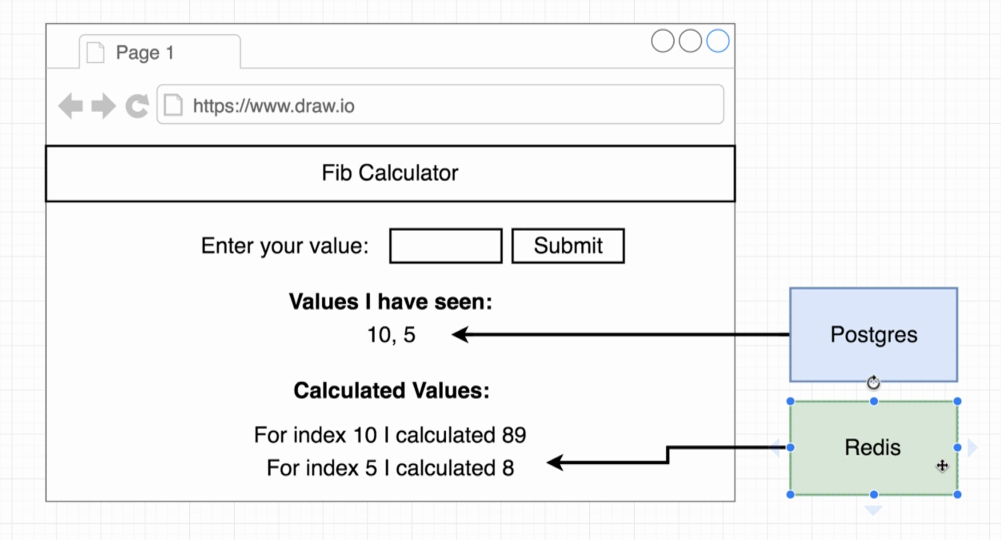 Page 1
https://www.draw.io
Fib Calculator
Enter your value: Submit
Values I have seen:
10, 5
Postgres
Calculated Values:
For index 10 I calculated 89
For index 5 I calculated 8
Redis